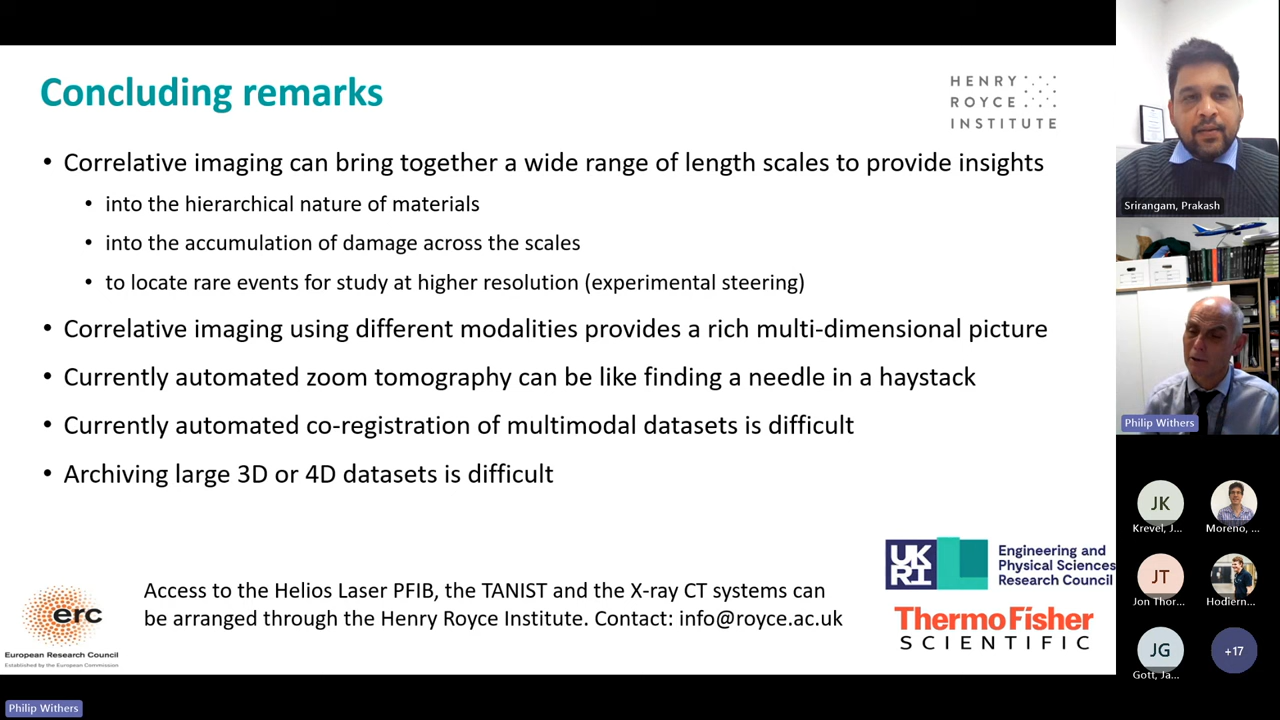 Concluding remarks
HENRY
ROYCE
INSTITUTE
• Correlative imaging can bring together a wide range of length scales to provide insights
• into the hierarchical nature of materials
• into the accumulation of damage across the scales
• to locate rare events for study at higher resolution (experimental steering)
• Correlative imaging using different modalities provides a rich multi-dimensional picture
• Currently automated zoom tomography can be like finding a needle in a haystack
• Currently automated co-registration of multimodal datasets is difficult
• Archiving large 3D or 4D datasets is difficult
erc
European Research Council
Established by the European Commission
Access to the Helios Laser PFIB, the TANIST and the X-ray CT systems can
be arranged through the Henry Royce Institute. Contact: info@royce.ac.uk
UK
RI
Engineering and
Physical Sciences
Research Council
ThermoFisher
SCIENTIFIC
Srirangam, Prakash
Philip Withers
JK
Krevel, J...
Moreno, ...
JT
Jon Thor...
Hodiern...
JG
Gott, Ja...
+17
Philip Withers